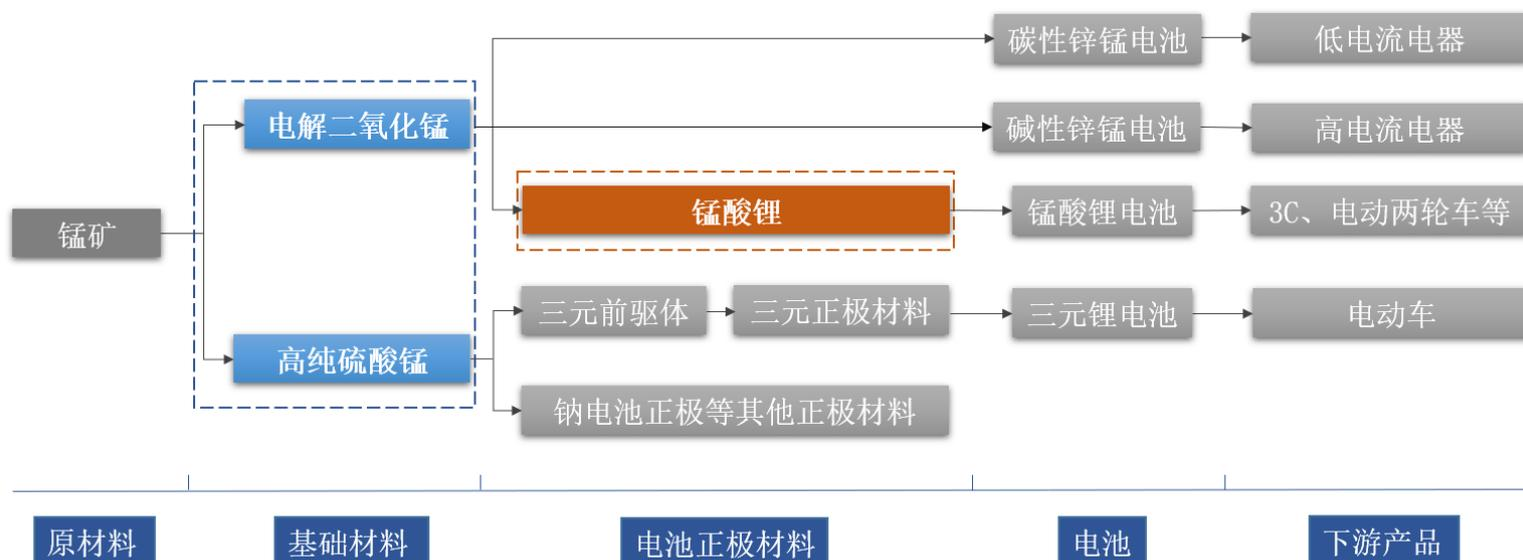 碳性锌锰电池
低电流电器
电解二氧化锰
碱性锌锰电池
高电流电器
锰矿
锰酸锂
锰酸锂电池
3C、电动两轮车等
三元前驱体
三元正极材料
三元锂电池
电动车
高纯硫酸锰
钠电池正极等其他正极材料
原材料
基础材料
电池正极材料
电池
下游产品